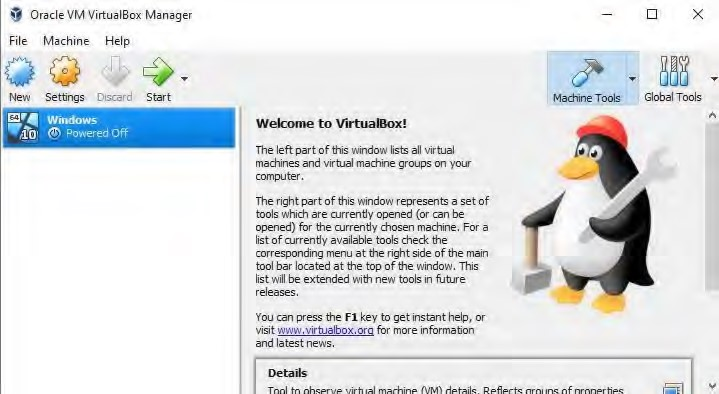 Oracle VM VirtualBox Manager
File Machine Help
New Settings Discard Start
Machine Tools Global Tools
64
10
Windows
Powered Off
Welcome to VirtualBox!
The left part of this window lists all virtual
machines and virtual machine groups on your
computer.
The right part of this window represents a set of
tools which are currently opened (or can be
opened) for the currently chosen machine. For a
list of currently available tools check the
corresponding menu at the right side of the main
tool bar located at the top of the window. This
list will be extended with new tools in future
releases.
You can press the F1 key to get instant help, or
visit www.virtualbox.org for more information
and latest news.
Details
Tool to observe virtual machine (VM) details. Reflects groups of properties